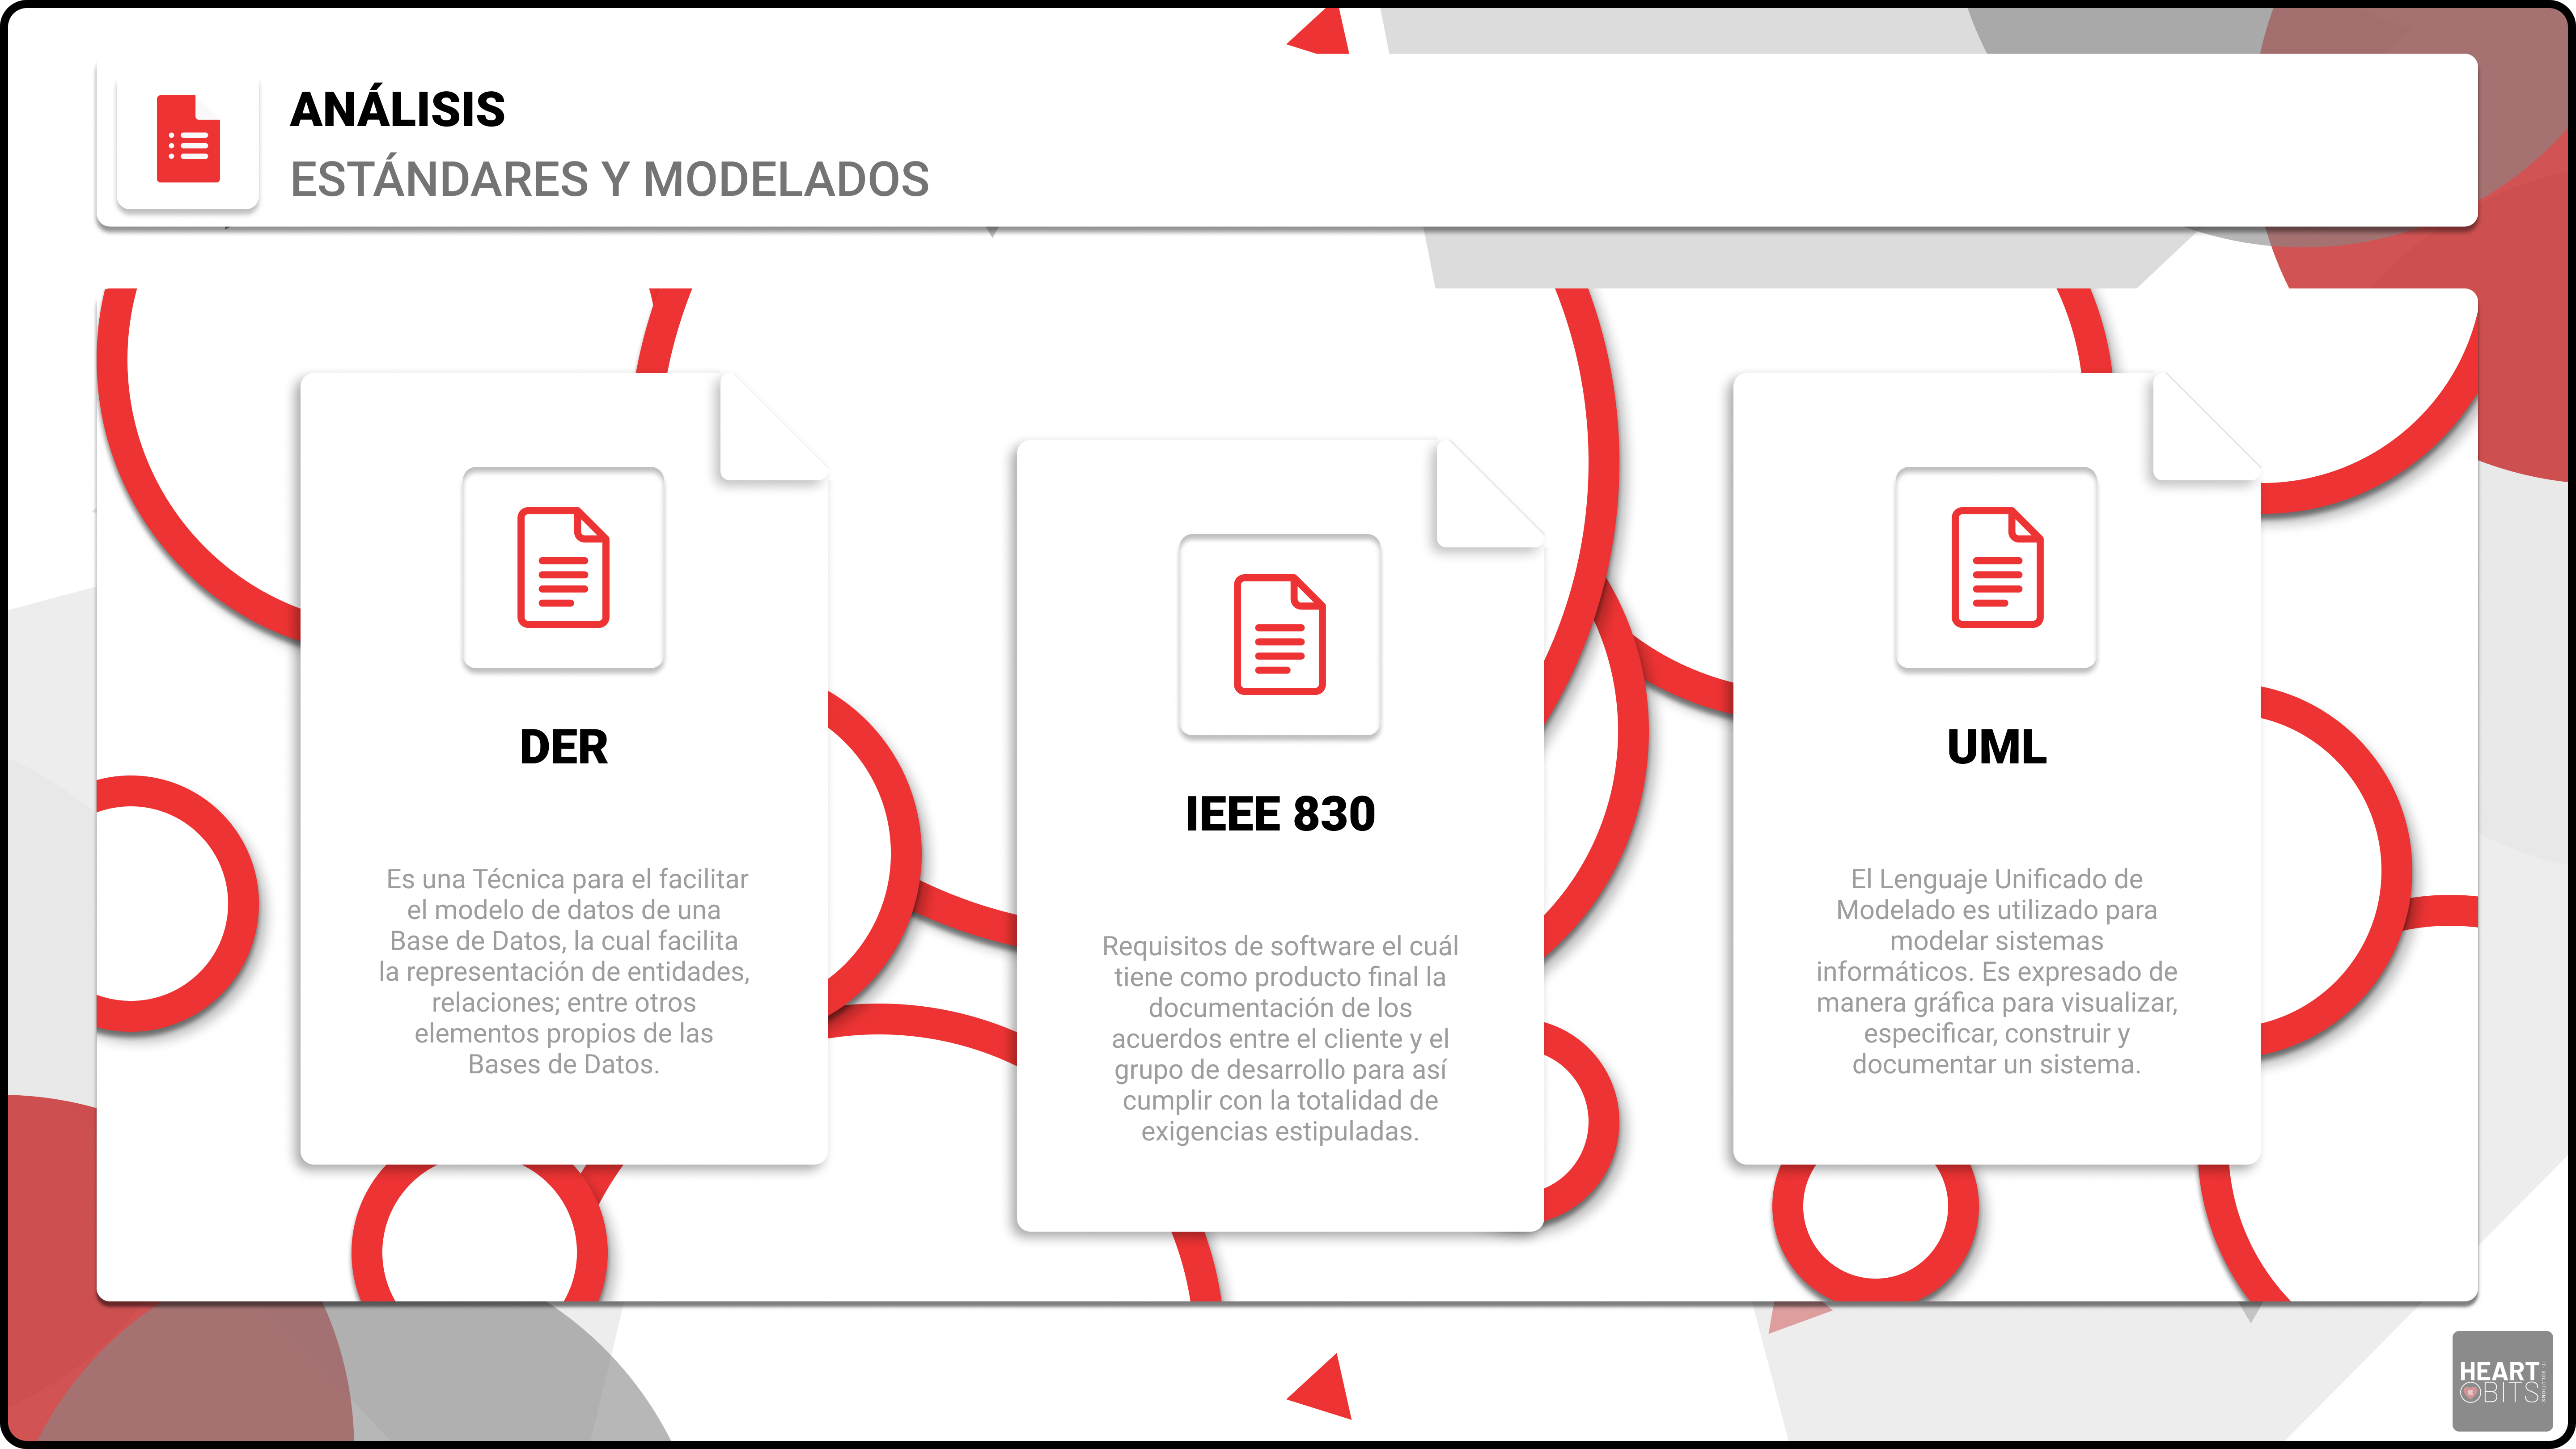 ANÁLISIS
ESTÁNDARES Y MODELADOS
DER
Es una Técnica para el facilitar
el modelo de datos de una
Base de Datos, la cual facilita
la representación de entidades,
relaciones; entre otros
elementos propios de las
Bases de Datos.
IEEE 830
Requisitos de software el cuál
tiene como producto final la
documentación de los
acuerdos entre el cliente y el
grupo de desarrollo para así
cumplir con la totalidad de
exigencias estipuladas.
UML
El Lenguaje Unificado de
Modelado es utilizado para
modelar sistemas
informáticos. Es expresado de
manera gráfica para visualizar,
especificar, construir y
documentar un sistema.
HEART
BITS